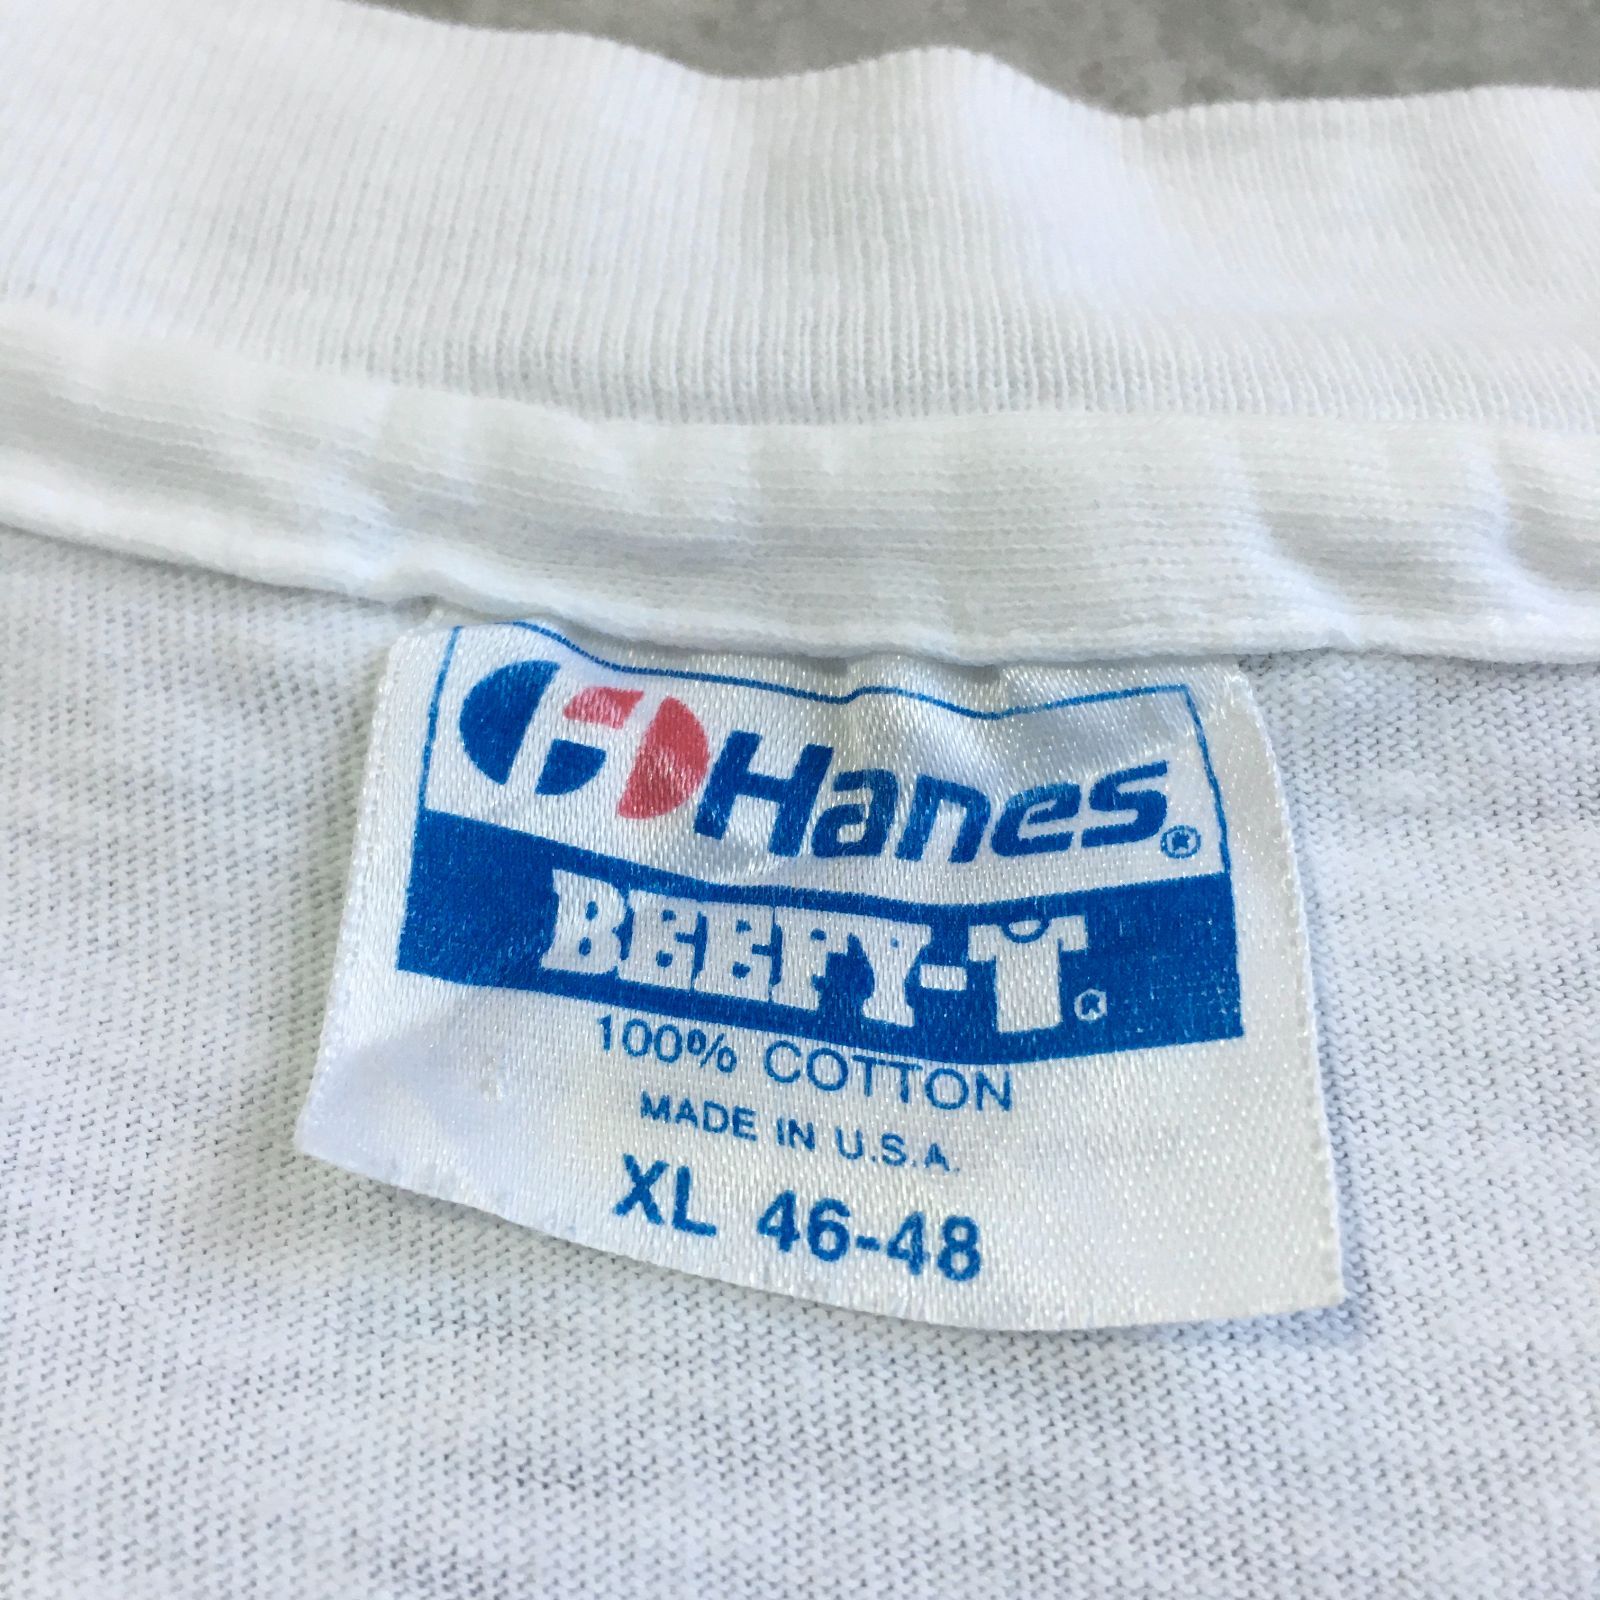 Hanes®
BEEFY-T®
100% COTTON
MADE IN U.S.A.
XL 46-48